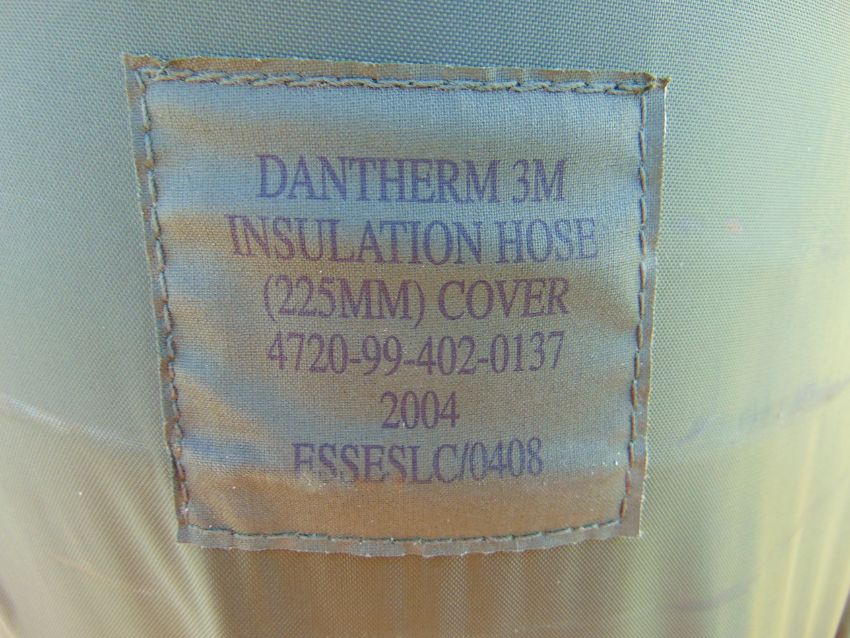 DANTHERM 3M
INSULATION HOSE
(225MM) COVER
4720-99-402-0137
2004
ESSESLC/0408